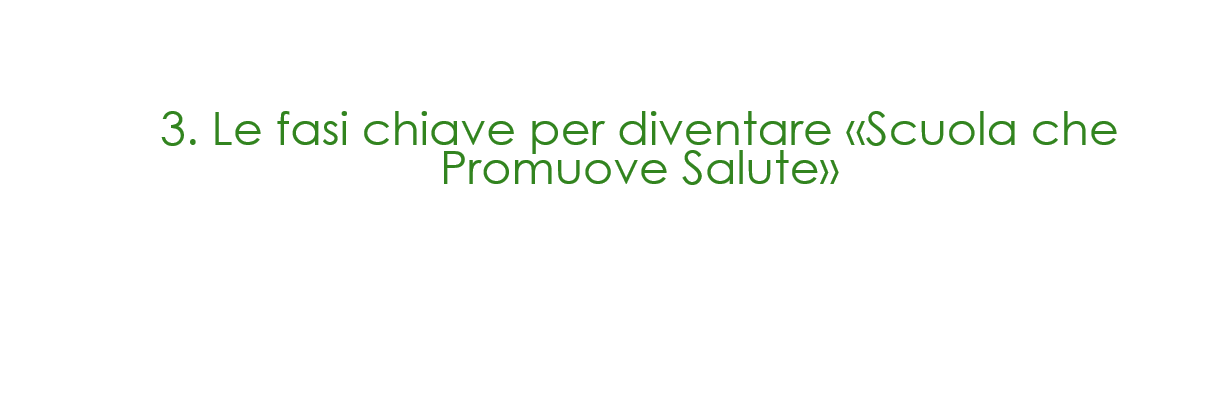 3. Le fasi chiave per diventare «Scuola che
Promuove Salute»